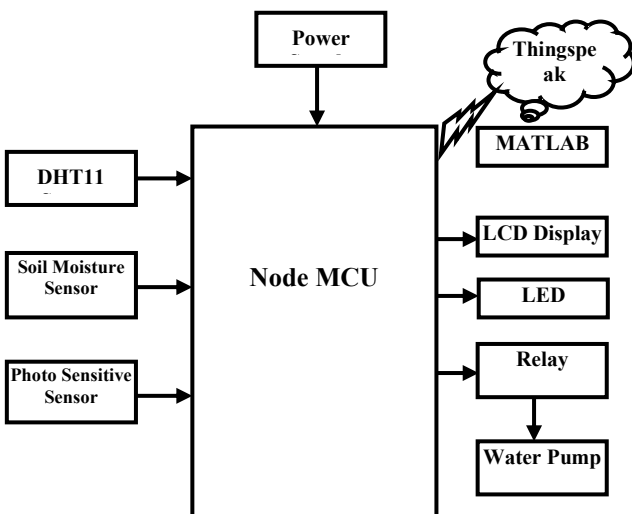 Power
Thingspe
ak
MATLAB
DHT11
LCD Display
Soil Moisture
Sensor
Node MCU
LED
Photo Sensitive
Sensor
Relay
Water Pump